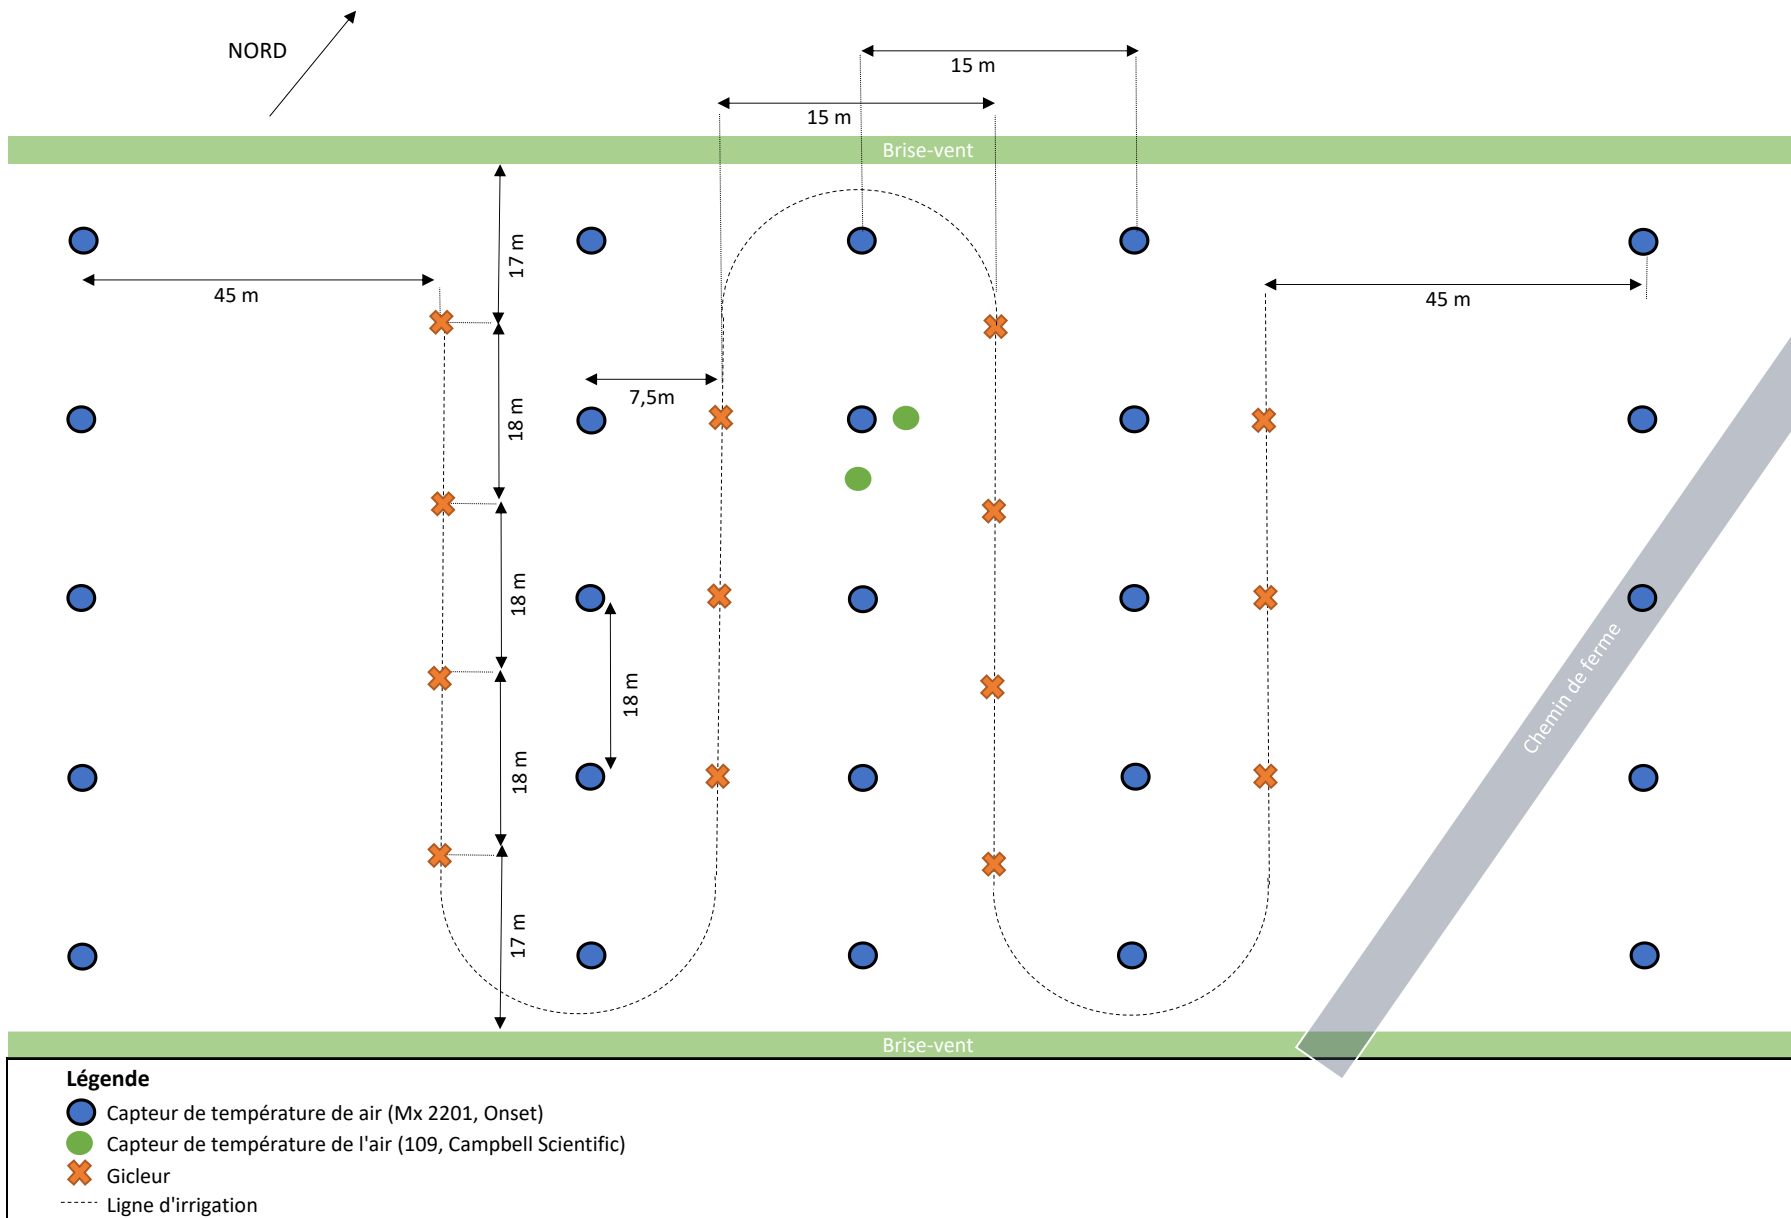 NORD
15 m
15 m
Brise-vent
17 m
45 m
45 m
7,5m
18 m
18 m
18 m
Chemin de ferme
18 m
17 m
Brise-vent
Légende
Capteur de température de air (Mx 2201, Onset)
Capteur de température de l'air (109, Campbell Scientific)
Gicleur
Ligne d'irrigation